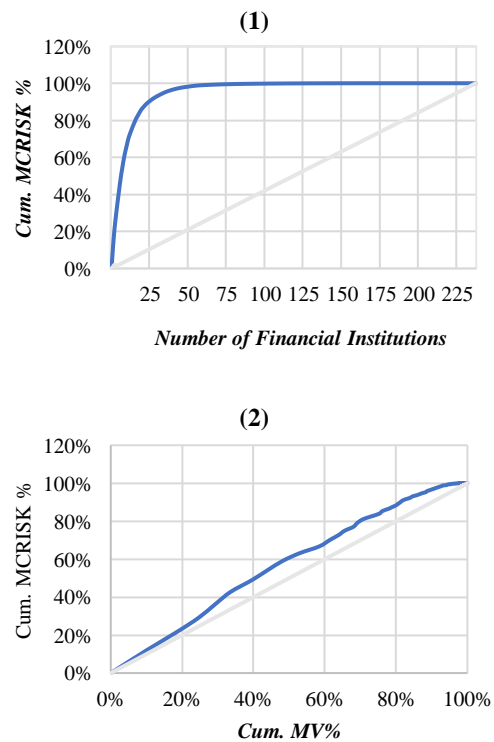 (1)
120%
100%
80%
60%
40%
20%
0%
Cum. MCRISK %
25 50 75 100 125 150 175 200 225
Number of Financial Institutions
(2)
120%
100%
80%
60%
40%
20%
0%
Cum. MCRISK %
0% 20% 40% 60% 80% 100%
Cum. MV%